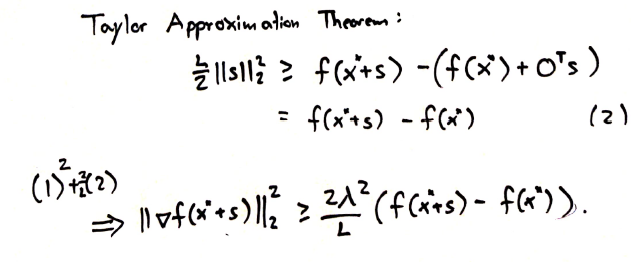 Taylor Approximation Theorem:
L/2 ||s||₂² ≥ f(x*+s) - (f(x*) + 0ᵀs)
= f(x*+s) - f(x*) (2)
(1)² + (2)
⟹ ||∇f(x*+s)||₂² ≥ 2λ²/L (f(x*+s) - f(x*)).